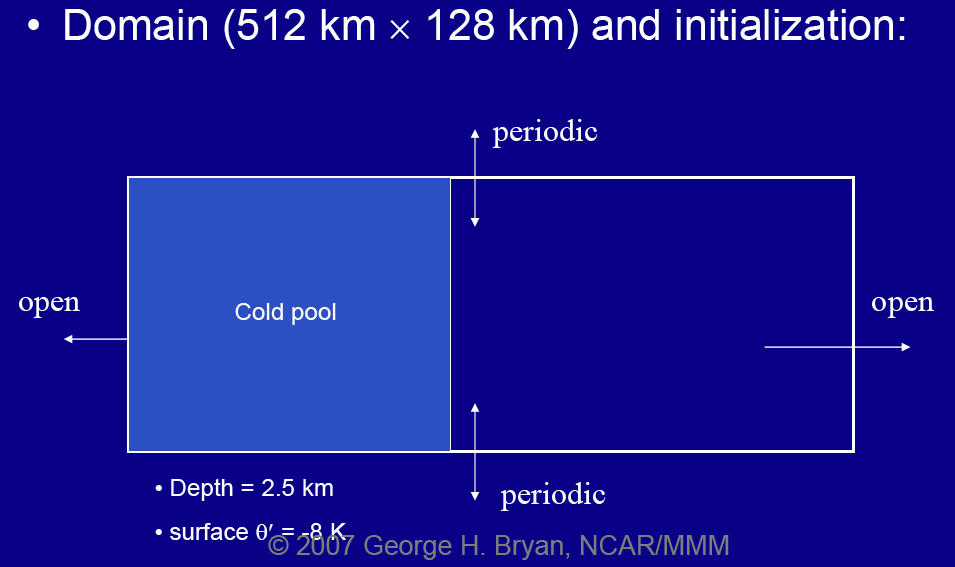 • Domain (512 km × 128 km) and initialization:
periodic
open
open
Cold pool
• Depth = 2.5 km
periodic
• surface θ′ = -8 K
© 2007 George H. Bryan, NCAR/MMM